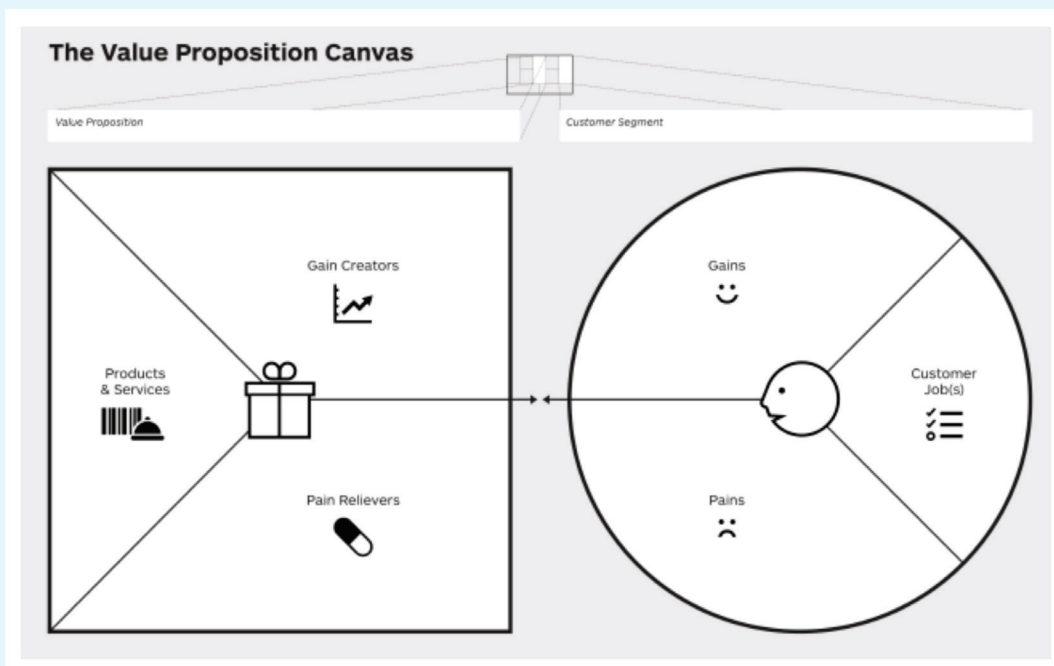 The Value Proposition Canvas
Value Proposition
Customer Segment
Gain Creators
Gains
Products
& Services
Customer
Job(s)
Pain Relievers
Pains